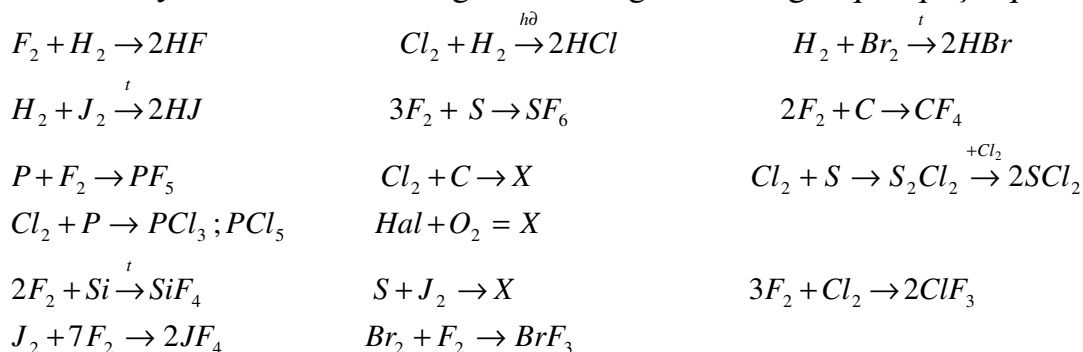 F₂ + H₂ → 2HF    Cl₂ + H₂ →(h∂) 2HCl    H₂ + Br₂ →(t) 2HBr
H₂ + J₂ →(t) 2HJ    3F₂ + S → SF₆    2F₂ + C → CF₄
P + F₂ → PF₅    Cl₂ + C → X    Cl₂ + S → S₂Cl₂ →(+Cl₂) 2SCl₂
Cl₂ + P → PCl₃ ; PCl₅    Hal + O₂ = X
2F₂ + Si →(t) SiF₄    S + J₂ → X    3F₂ + Cl₂ → 2ClF₃
J₂ + 7F₂ → 2JF₄    Br₂ + F₂ → BrF₃